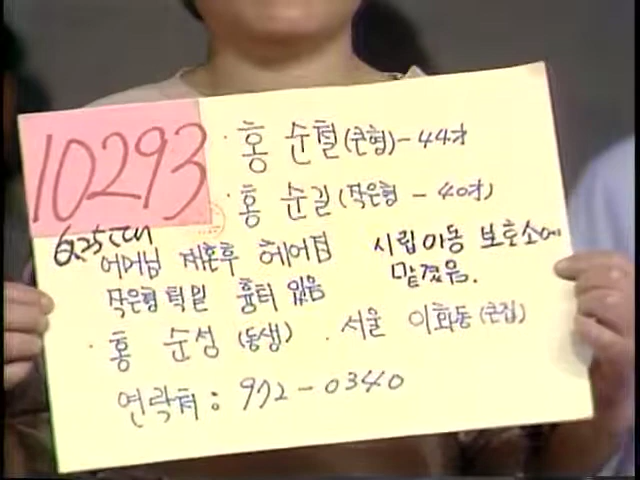 10293
· 홍 순철(큰형)-44才
· 홍 순길(작은형 - 40才)
6.25때
어머님 재혼후 헤어짐 시립아동 보호소에
작은형 턱밑 흉터 있음 맡겼음.
· 홍 순성 (동생) . 서울 이화동 (큰집)
연락처 : 972-0340